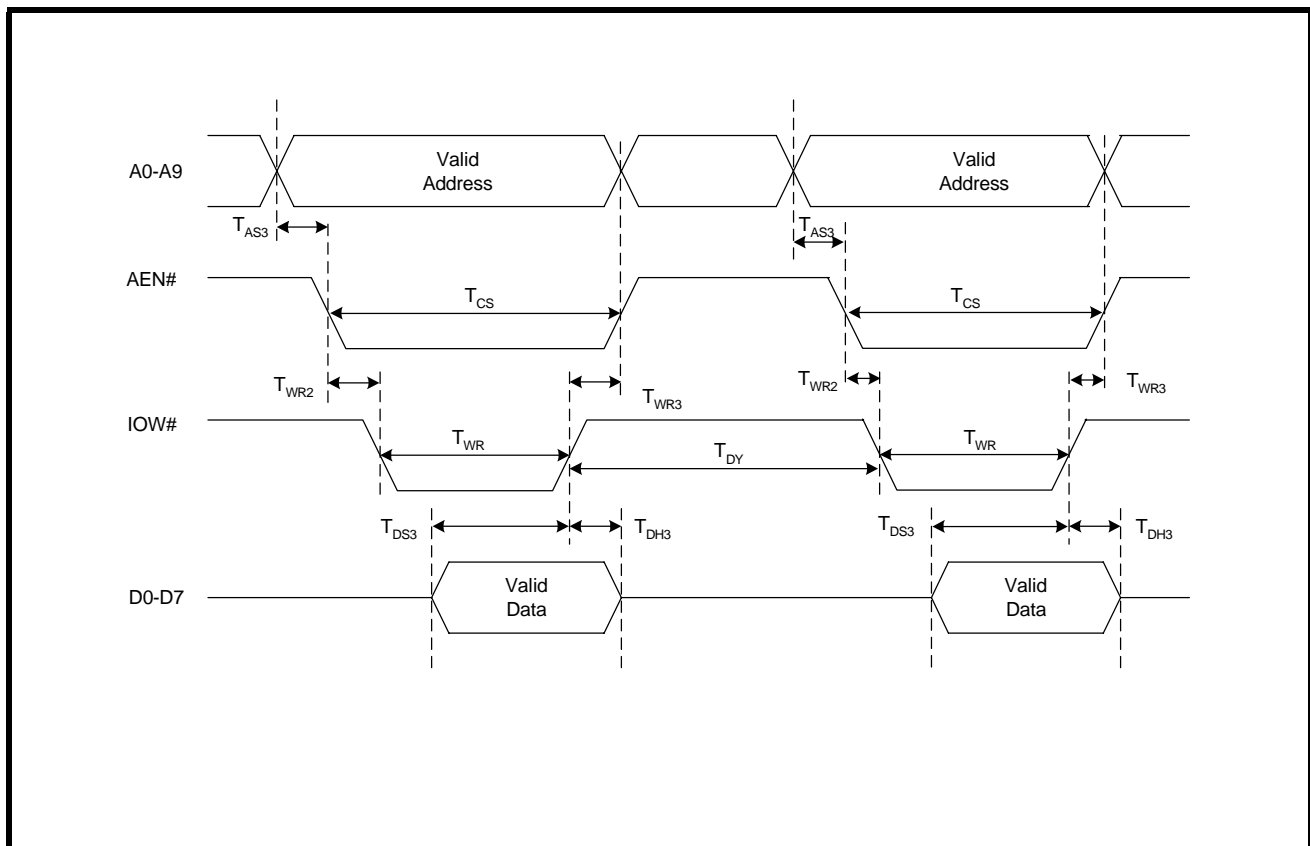 A0-A9
Valid
Address
Valid
Address
TAS3
TAS3
AEN#
TCS
TCS
TWR2
TWR3
TWR2
TWR3
IOW#
TWR
TDY
TWR
TDS3
TDH3
TDS3
TDH3
D0-D7
Valid
Data
Valid
Data